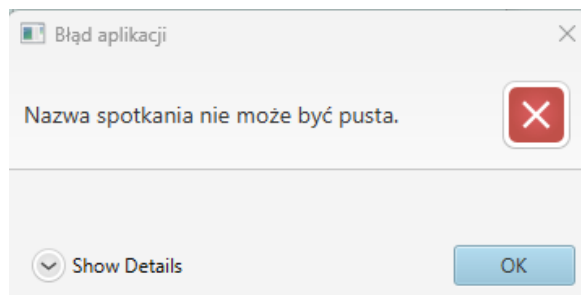 Błąd aplikacji
Nazwa spotkania nie może być pusta.
Show Details
OK